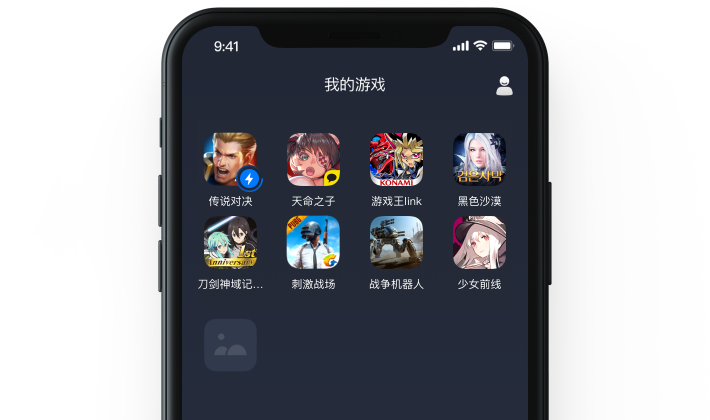 9:41
我的游戏
KONAMI
검은사막
传说对决
天命之子
游戏王link
黑色沙漠
1st
Anniversary
PUBG
刀剑神域记...
刺激战场
战争机器人
少女前线